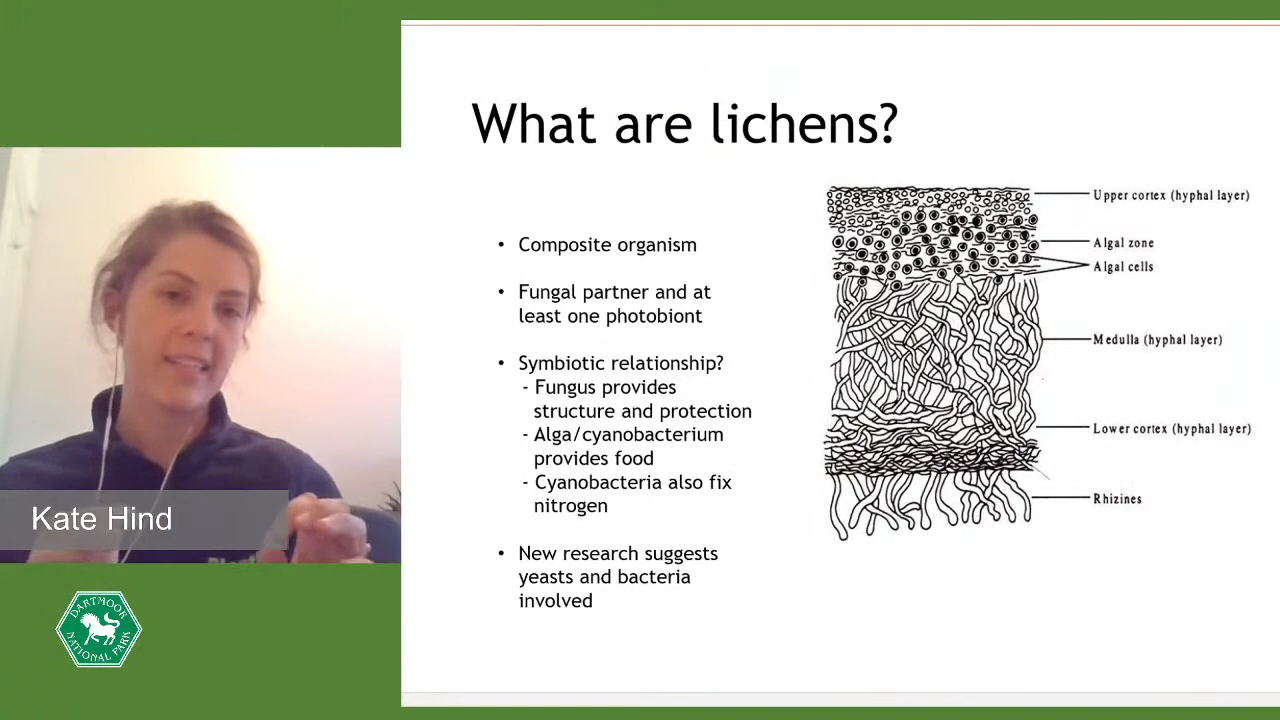 What are lichens?
• Composite organism
• Fungal partner and at
least one photobiont
• Symbiotic relationship?
- Fungus provides
structure and protection
- Alga/cyanobacterium
provides food
- Cyanobacteria also fix
nitrogen
• New research suggests
yeasts and bacteria
involved
Upper cortex (hyphal layer)
Algal zone
Algal cells
Medulla (hyphal layer)
Lower cortex (hyphal layer)
Rhizines
Kate Hind
DARTMOOR
NATIONAL PARK